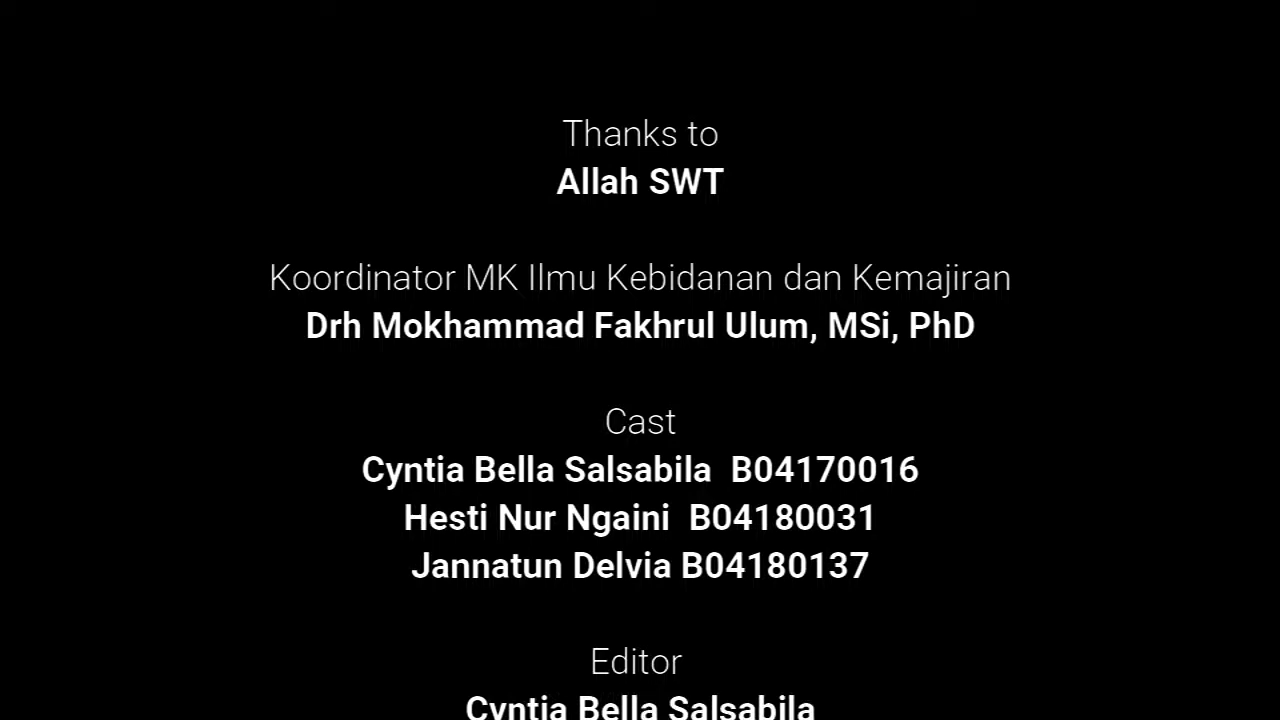 Thanks to
Allah SWT
Koordinator MK Ilmu Kebidanan dan Kemajiran
Drh Mokhammad Fakhrul Ulum, MSi, PhD
Cast
Cyntia Bella Salsabila  B04170016
Hesti Nur Ngaini  B04180031
Jannatun Delvia B04180137
Editor
Cyntia Bella Salsabila